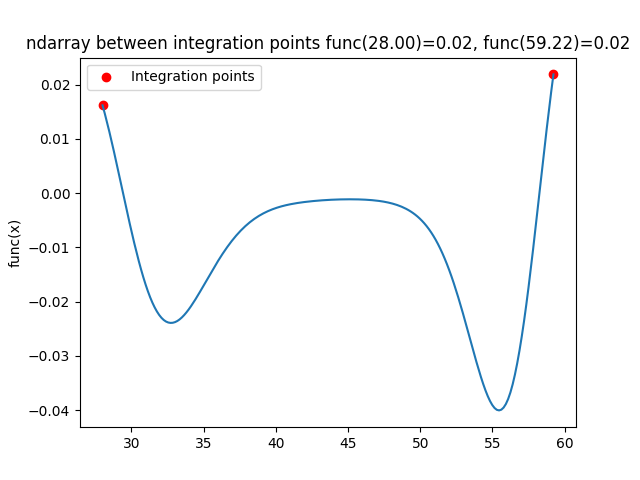 ndarray between integration points func(28.00)=0.02, func(59.22)=0.02
Integration points
0.02
0.01
0.00
−0.01
−0.02
−0.03
−0.04
func(x)
30 35 40 45 50 55 60